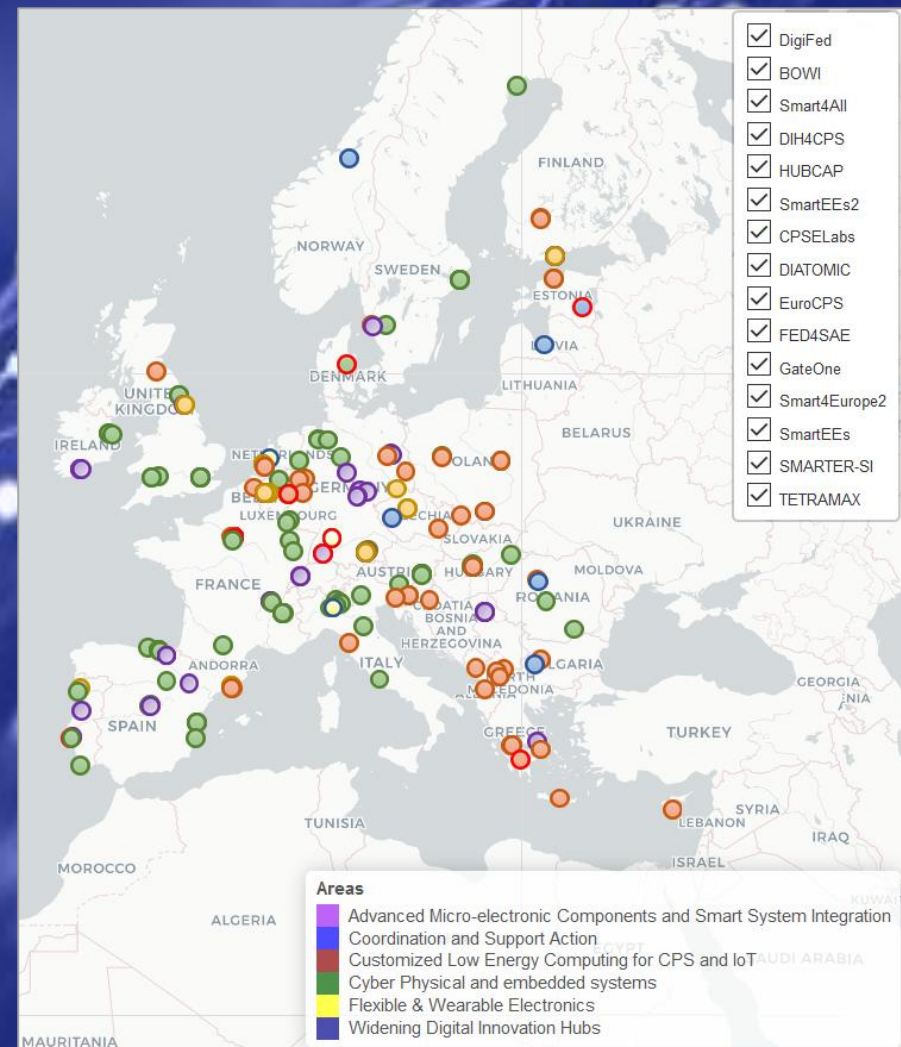 DigiFed
BOWI
Smart4All
DIH4CPS
HUBCAP
SmartEEs2
CPSELabs
DIATOMIC
EuroCPS
FED4SAE
GateOne
Smart4Europe2
SmartEEs
SMARTER-SI
TETRAMAX
FINLAND
NORWAY
SWEDEN
ESTONIA
DENMARK
LITHUANIA
UNITED
KINGDOM
IRELAND
BELARUS
LUXEMBOURG
UKRAINE
SLOVAKIA
MOLDOVA
FRANCE
CROATIA
BOSNIA
AND
HERZEGOVINA
ITALY
ANDORRA
GEORGIA
SPAIN
GREECE
TURKEY
SYRIA
LEBANON
TUNISIA
IRAQ
MOROCCO
ISRAEL
ALGERIA
MAURITANIA
Areas
Advanced Micro-electronic Components and Smart System Integration
Coordination and Support Action
Customized Low Energy Computing for CPS and IoT
Cyber Physical and embedded systems
Flexible & Wearable Electronics
Widening Digital Innovation Hubs